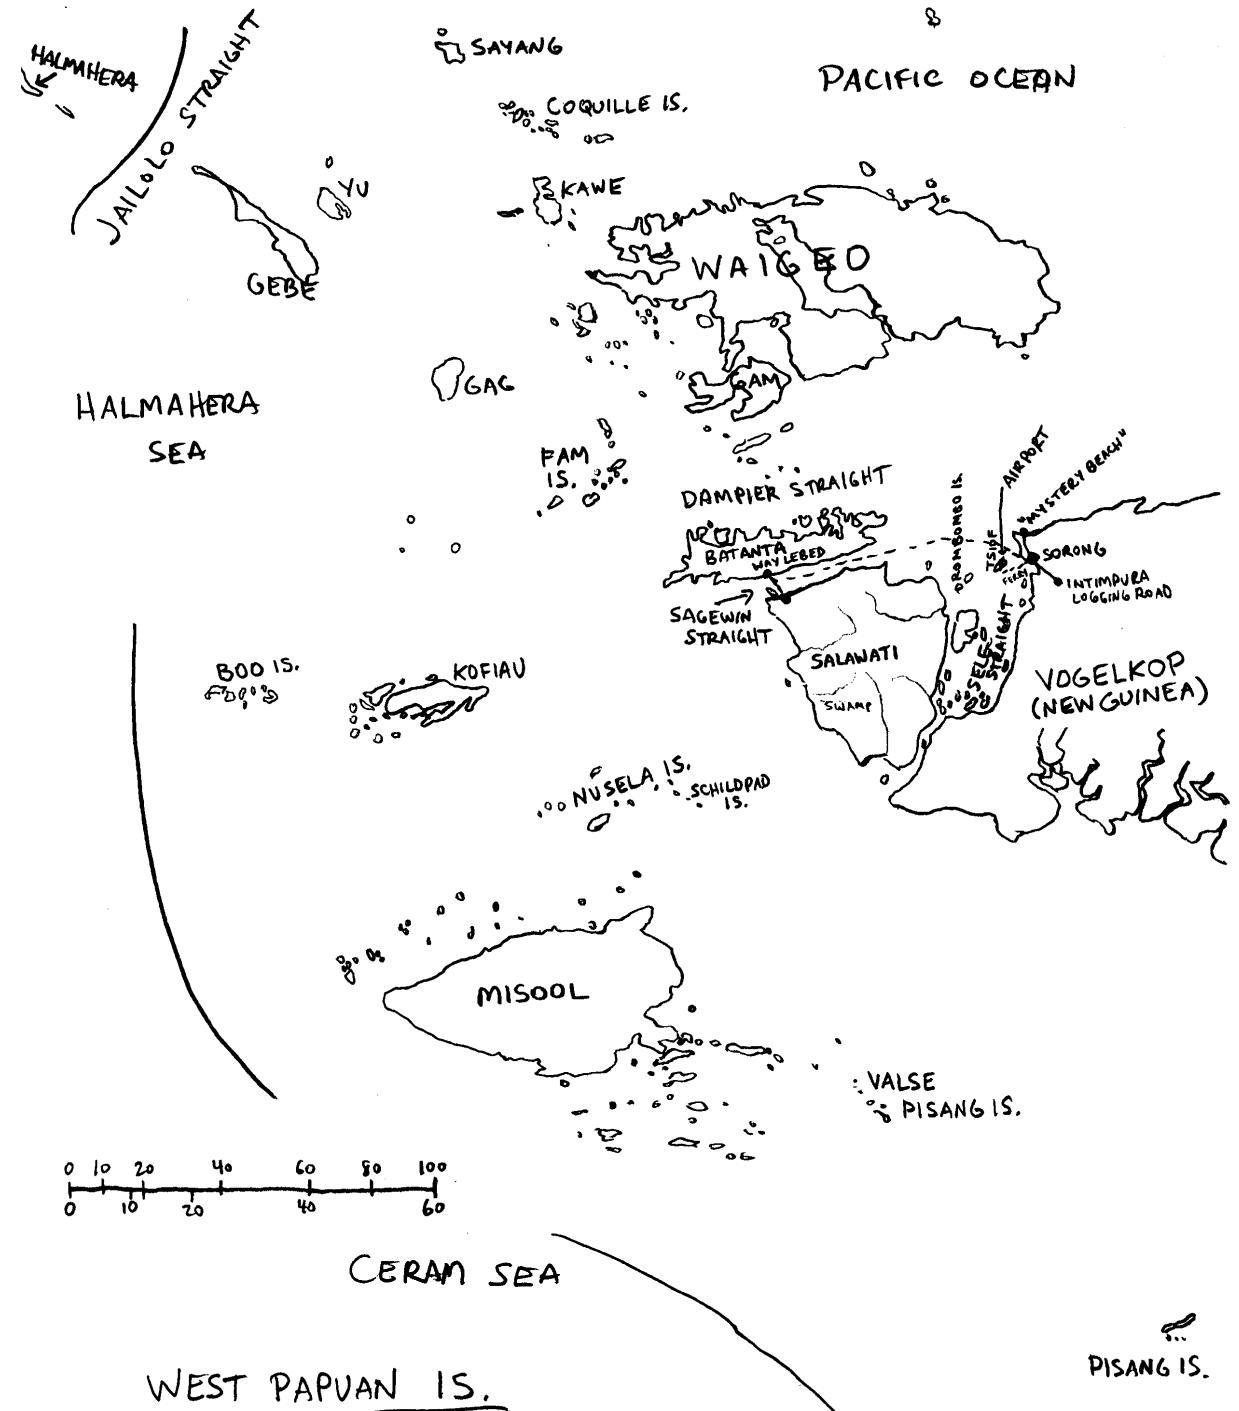 HALMAHERA
JAILOLO STRAIGHT
SAYANG
PACIFIC OCEAN
COQUILLE IS.
YU
KAWE
GEBE
WAIGEO
GAG
GAM
HALMAHERA
SEA
FAM
IS.
DAMPIER STRAIGHT
DROMBOMBO IS.
AIRPORT
"MYSTERY BEACH"
BATANTA
WAYLEBED
TSIOF
FERRY
SORONG
INTIMPURA
LOGGING ROAD
SAGEWIN
STRAIGHT
SALAWATI
SWAMP
SELE
STRAIGHT
VOGELKOP
(NEW GUINEA)
BOO IS.
KOFIAU
NUSELA IS.
SCHILDPAD
IS.
MISOOL
VALSE
PISANG IS.
0 10 20 40 60 80 100
0 10 20 40 60
CERAM SEA
PISANG IS.
WEST PAPUAN IS.